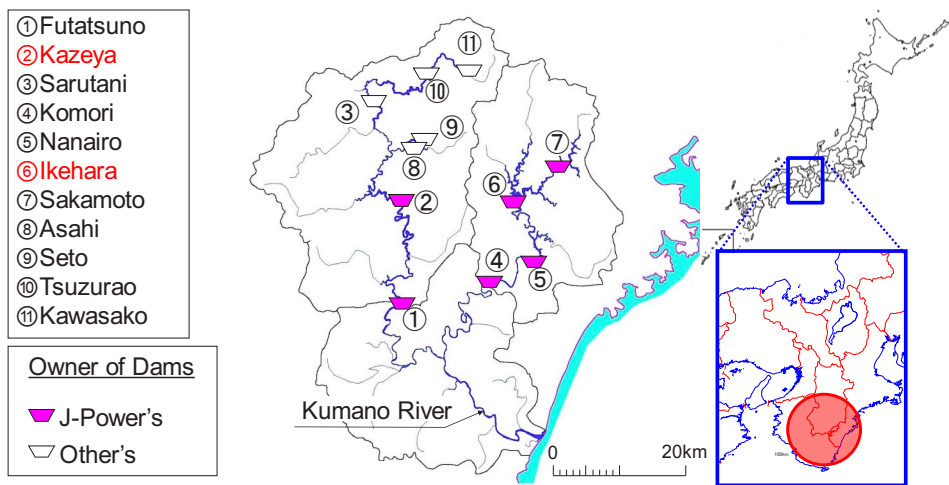 ①Futatsuno
②Kazeya
③Sarutani
④Komori
⑤Nanairo
⑥Ikehara
⑦Sakamoto
⑧Asahi
⑨Seto
⑩Tsuzurao
⑪Kawasako
Owner of Dams
J-Power's
Other's
⑪
⑩
③
⑨
⑧
⑦
②
⑥
④
⑤
①
Kumano River
0
20km
100km